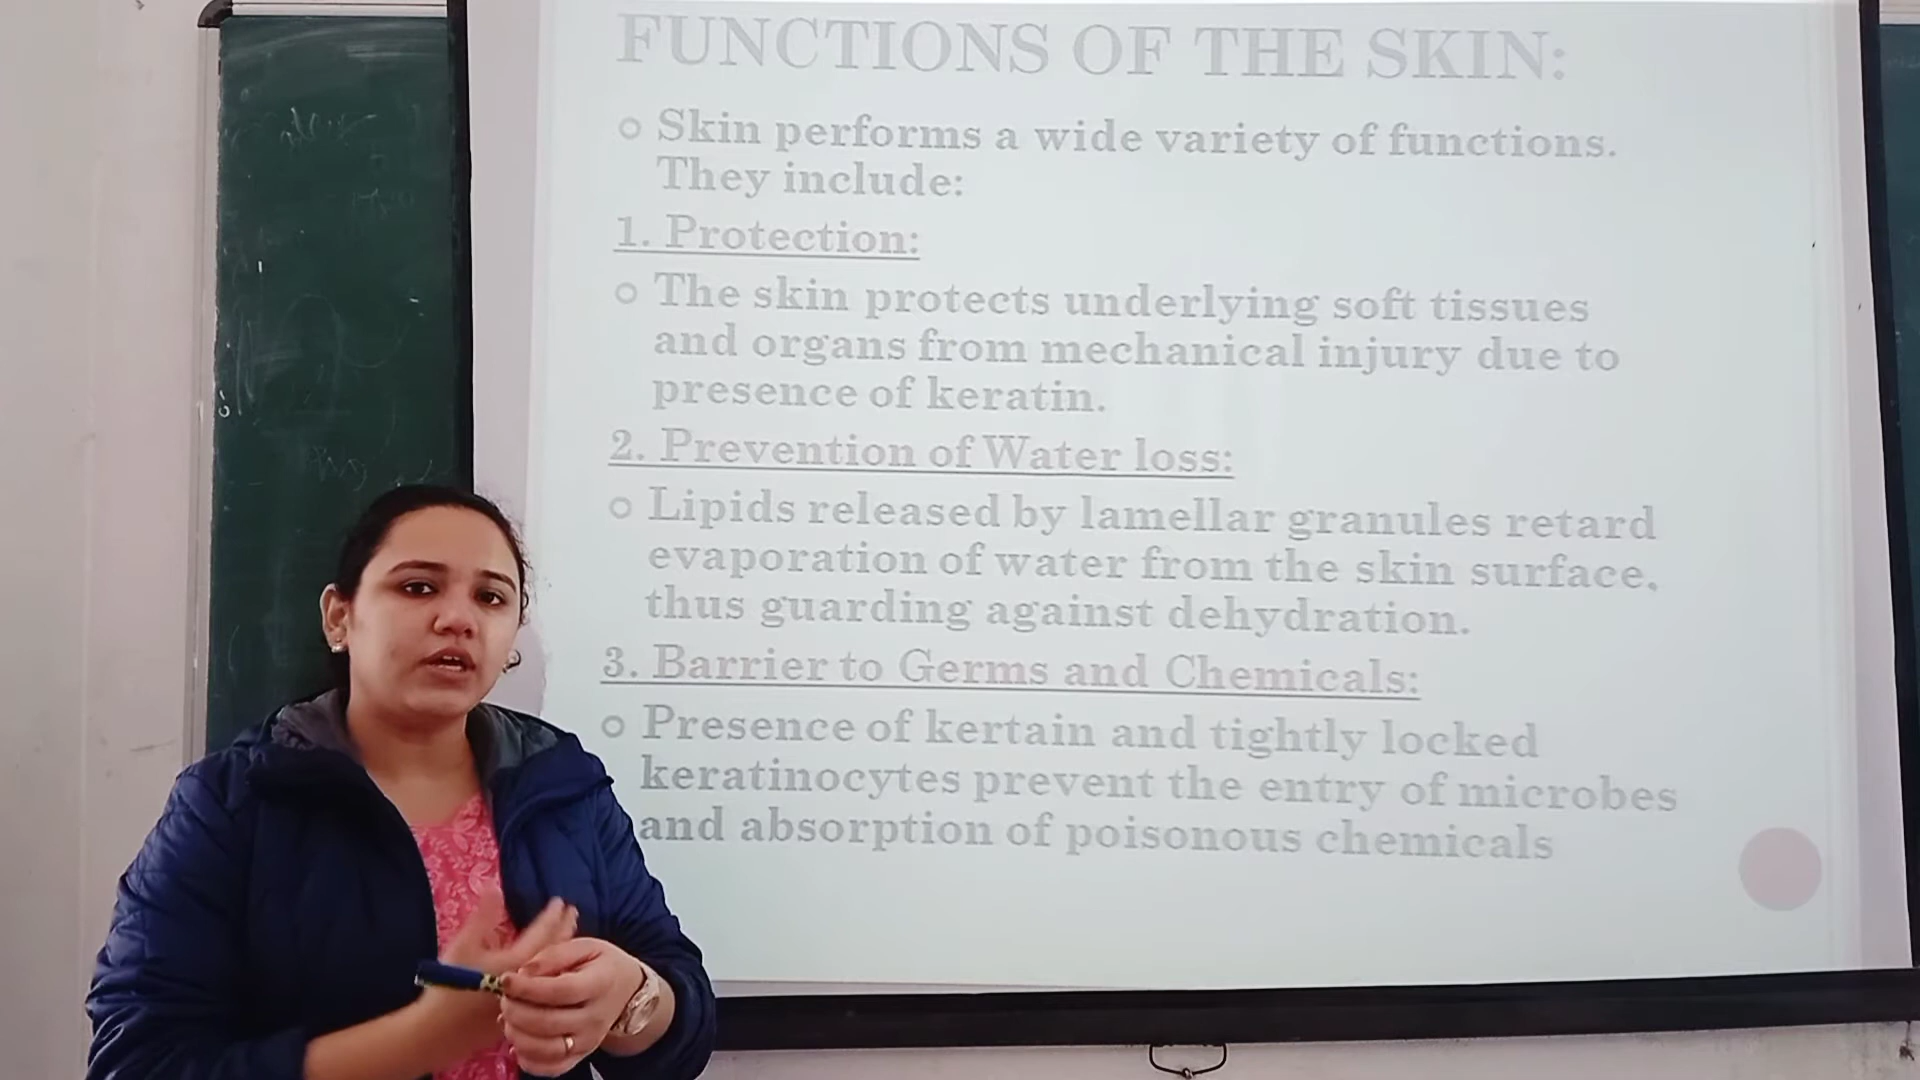 FUNCTIONS OF THE SKIN:
Skin performs a wide variety of functions.
They include:
1. Protection:
The skin protects underlying soft tissues
and organs from mechanical injury due to
presence of keratin.
2. Prevention of Water loss:
Lipids released by lamellar granules retard
evaporation of water from the skin surface,
thus guarding against dehydration.
3. Barrier to Germs and Chemicals:
Presence of kertain and tightly locked
keratinocytes prevent the entry of microbes
and absorption of poisonous chemicals